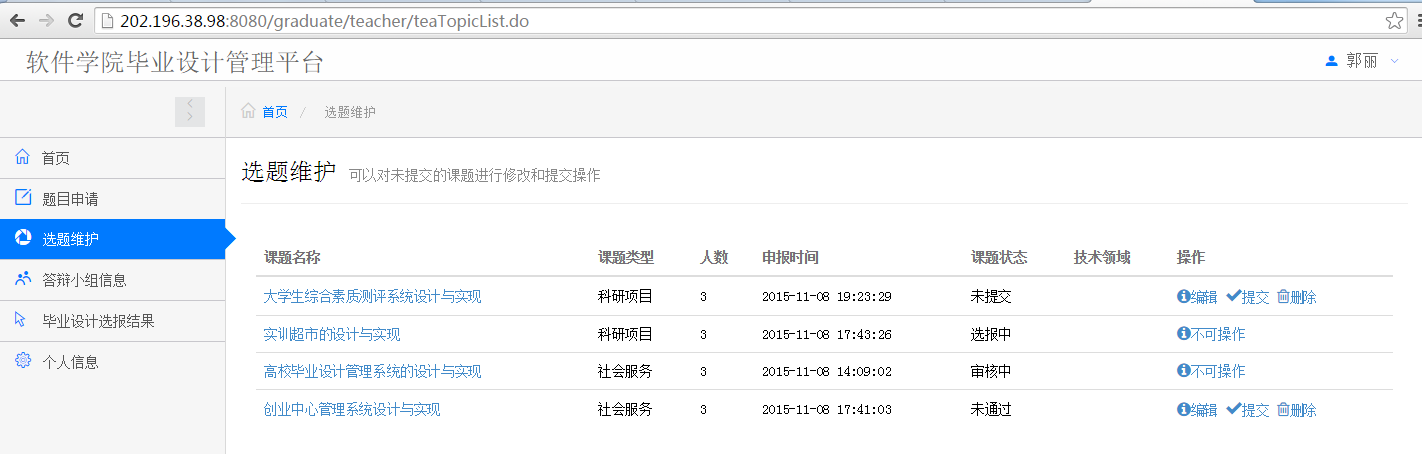 202.196.38.98:8080/graduate/teacher/teaTopicList.do
软件学院毕业设计管理平台
郭丽
首页 / 选题维护
首页
题目申请
选题维护
答辩小组信息
毕业设计选报结果
个人信息
选题维护 可以对未提交的课题进行修改和提交操作
课题名称 课题类型 人数 申报时间 课题状态 技术领域 操作
大学生综合素质测评系统设计与实现 科研项目 3 2015-11-08 19:23:29 未提交 编辑 提交 删除
实训超市的设计与实现 科研项目 3 2015-11-08 17:43:26 选报中 不可操作
高校毕业设计管理系统的设计与实现 社会服务 3 2015-11-08 14:09:02 审核中 不可操作
创业中心管理系统设计与实现 社会服务 3 2015-11-08 17:41:03 未通过 编辑 提交 删除